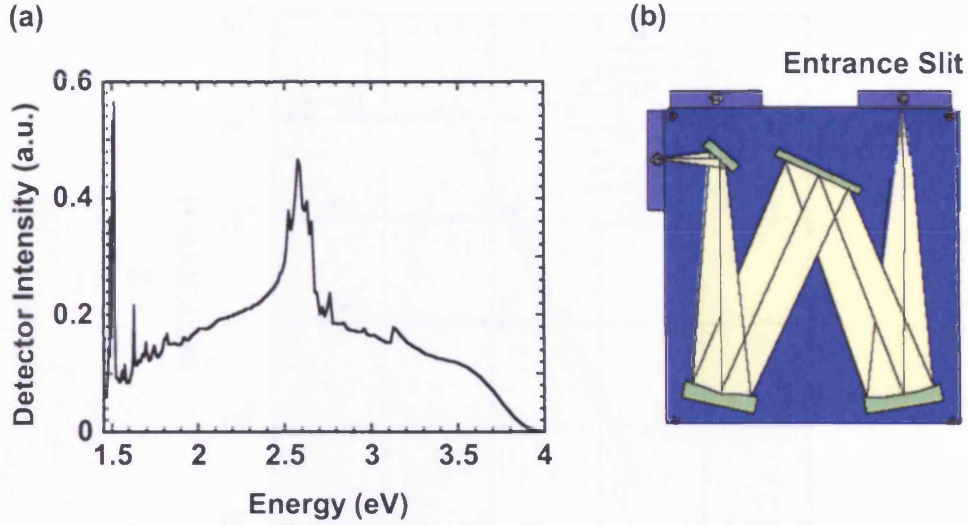 (a)
(b)
Entrance Slit
0.6
0.4
0.2
0
Detector Intensity (a.u.)
1.5 2 2.5 3 3.5 4
Energy (eV)